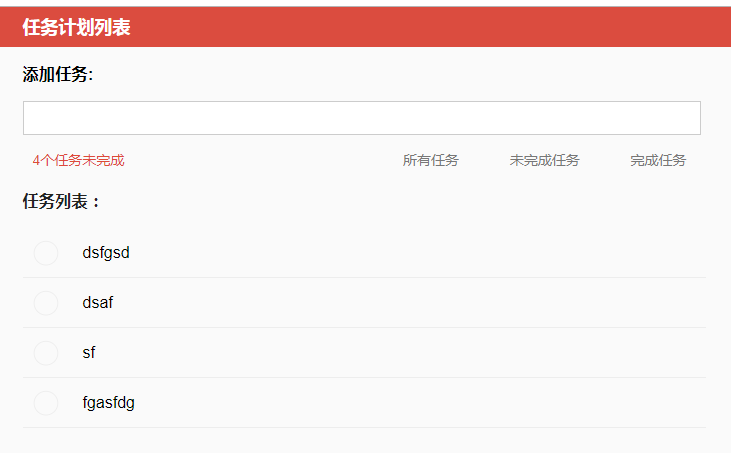 任务计划列表
添加任务:
4个任务未完成 所有任务 未完成任务 完成任务
任务列表：
dsfgsd
dsaf
sf
fgasfdg